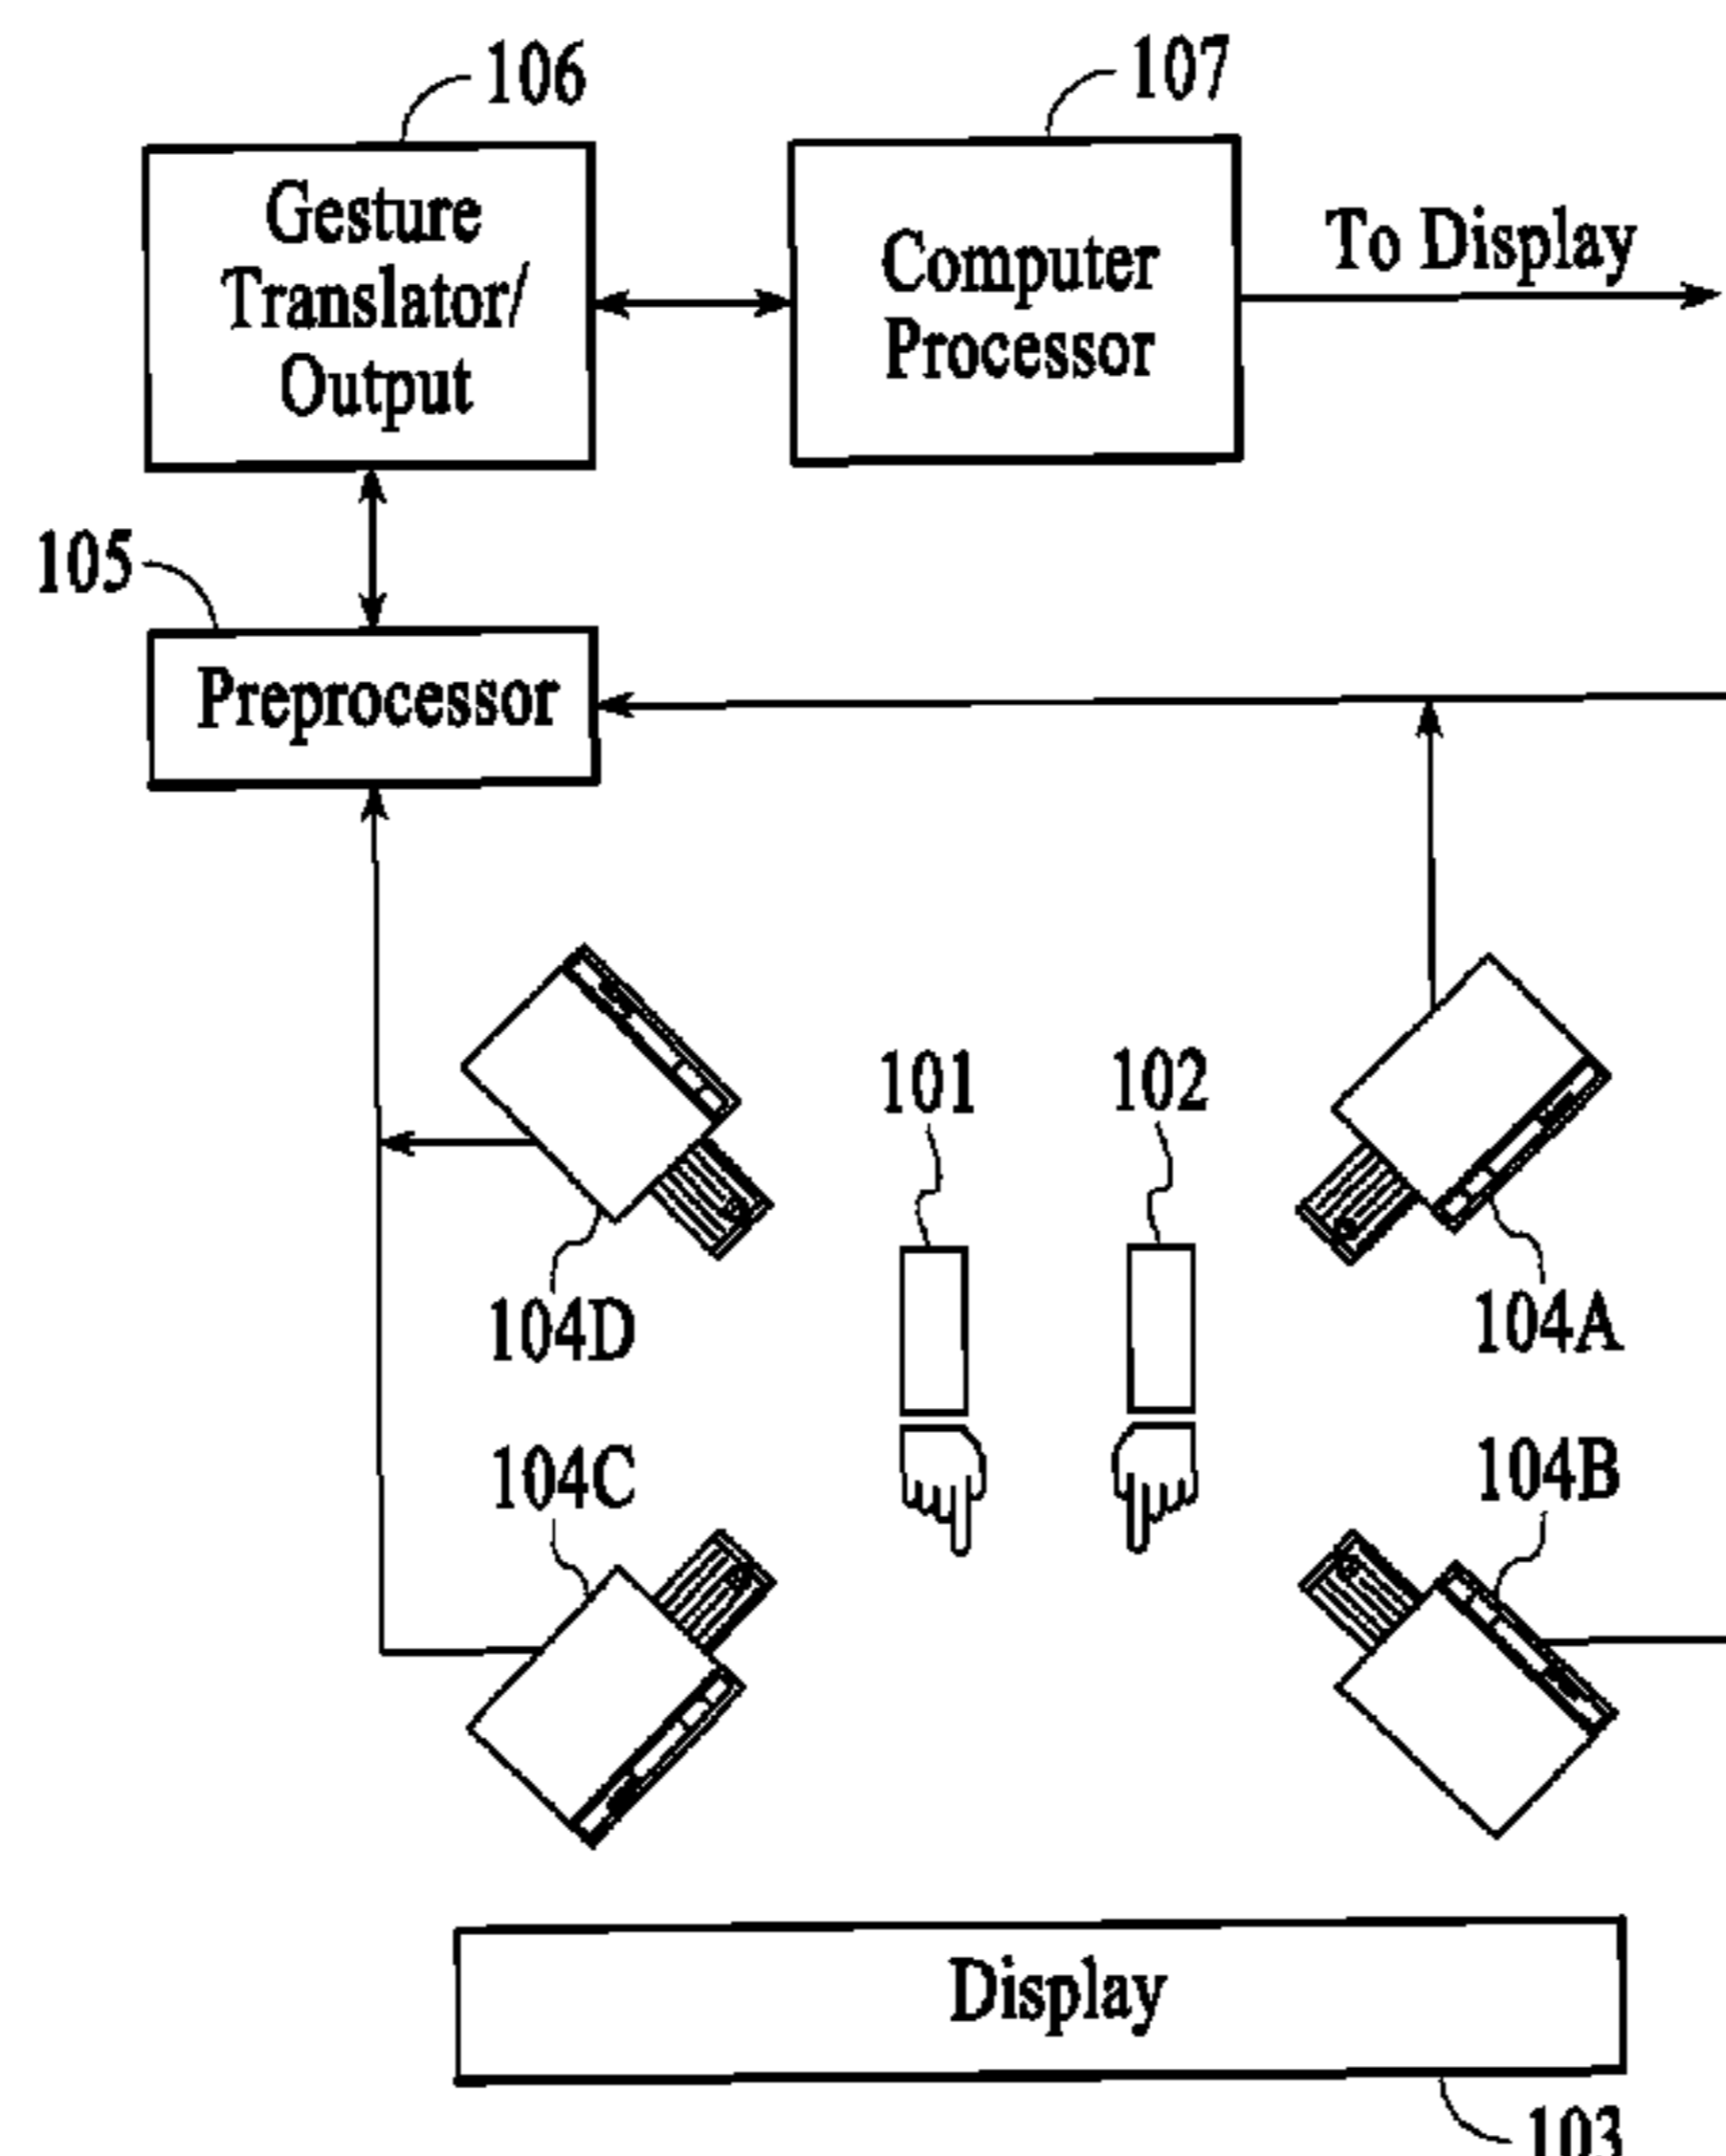 106
107
Gesture
Translator/
Output
Computer
Processor
To Display
105
Preprocessor
101
102
104D
104A
104C
104B
Display
103